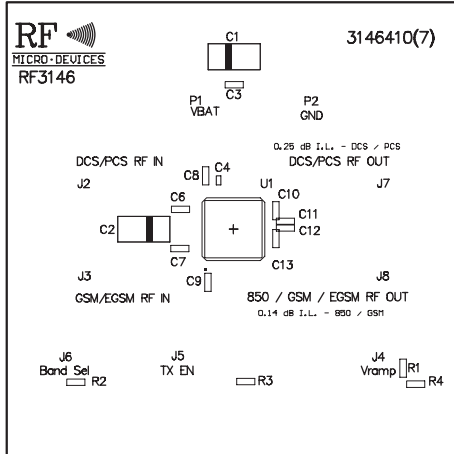 RF
MICRO·DEVICES
RF3146
3146410(7)
C1
C3
P1
VBAT
P2
GND
0.25 dB I.L. - DCS / PCS
DCS/PCS RF IN
DCS/PCS RF OUT
C8
C4
J2
U1
J7
C6
C10
C11
C2
C12
C7
C13
J3
C9
J8
GSM/EGSM RF IN
850 / GSM / EGSM RF OUT
0.14 dB I.L. - 850 / GSM
J6
Band Sel
R2
J5
TX EN
R3
J4
Vramp
R1
R4